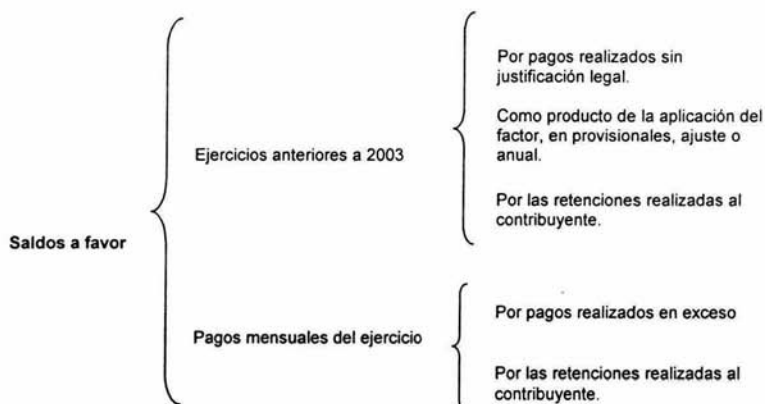 Saldos a favor
Ejercicios anteriores a 2003
Por pagos realizados sin
justificación legal.
Como producto de la aplicación del
factor, en provisionales, ajuste o
anual.
Por las retenciones realizadas al
contribuyente.
Pagos mensuales del ejercicio
Por pagos realizados en exceso
Por las retenciones realizadas al
contribuyente.